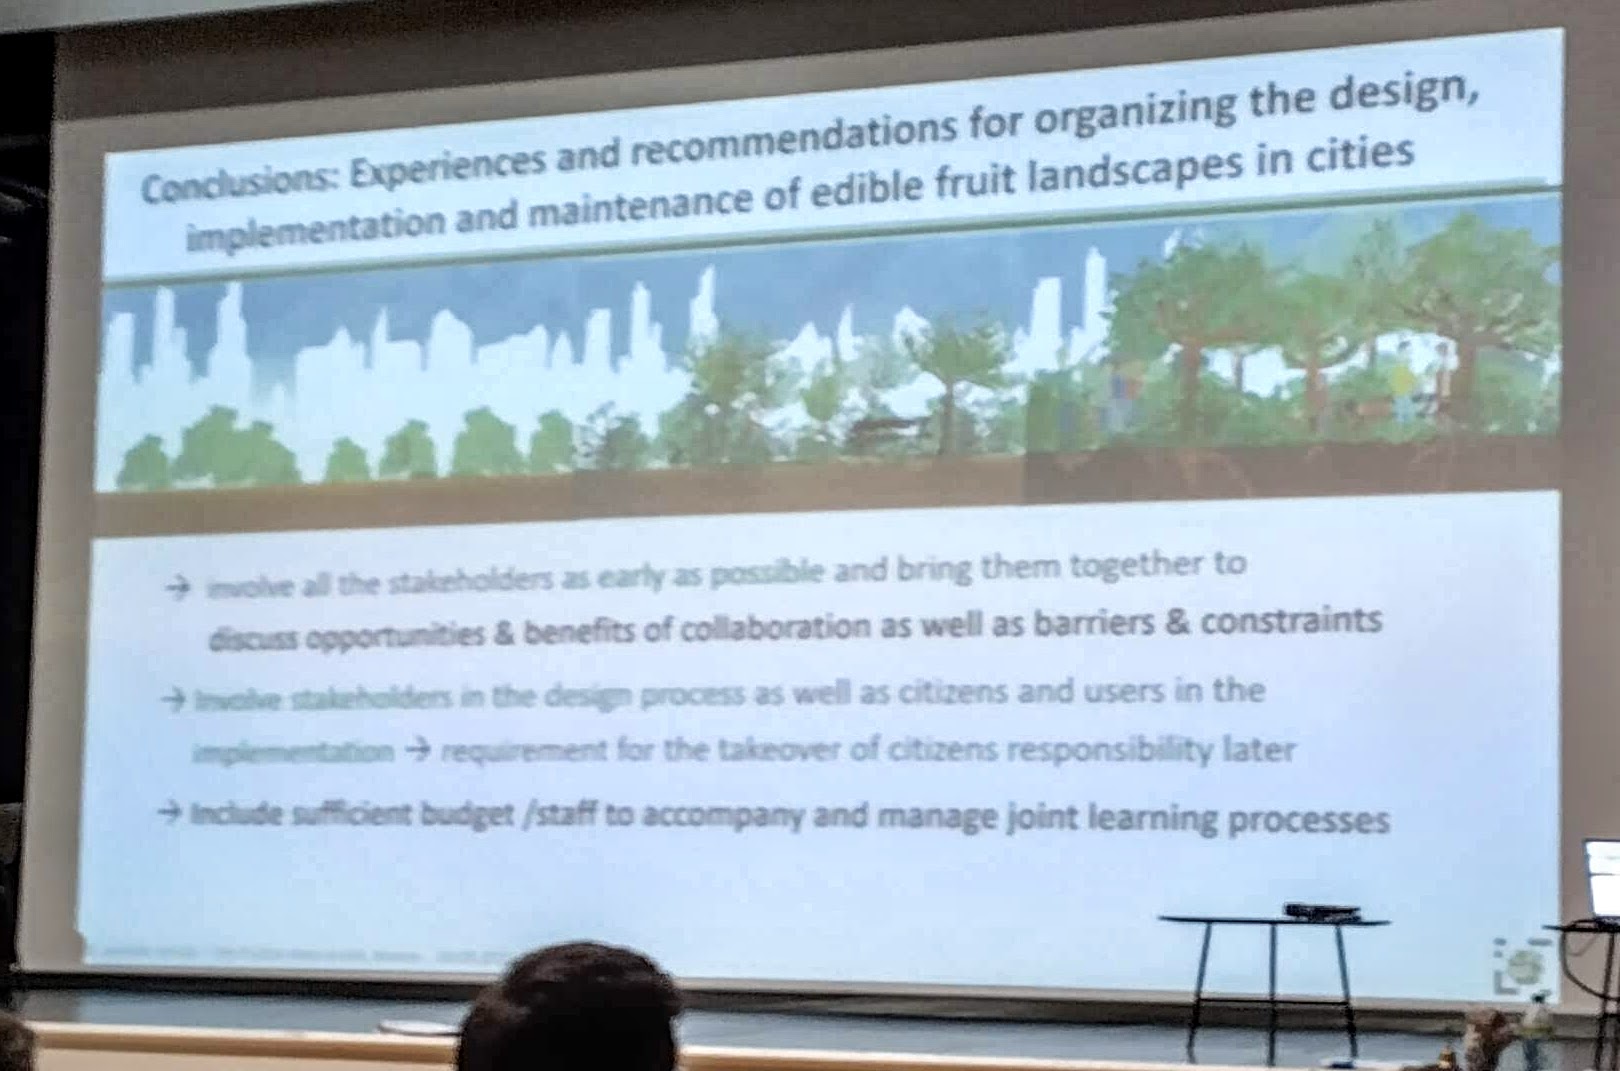 Conclusions: Experiences and recommendations for organizing the design,
implementation and maintenance of edible fruit landscapes in cities
→ involve all the stakeholders as early as possible and bring them together to
discuss opportunities & benefits of collaboration as well as barriers & constraints
→ Involve stakeholders in the design process as well as citizens and users in the
implementation → requirement for the takeover of citizens responsibility later
→ Include sufficient budget /staff to accompany and manage joint learning processes